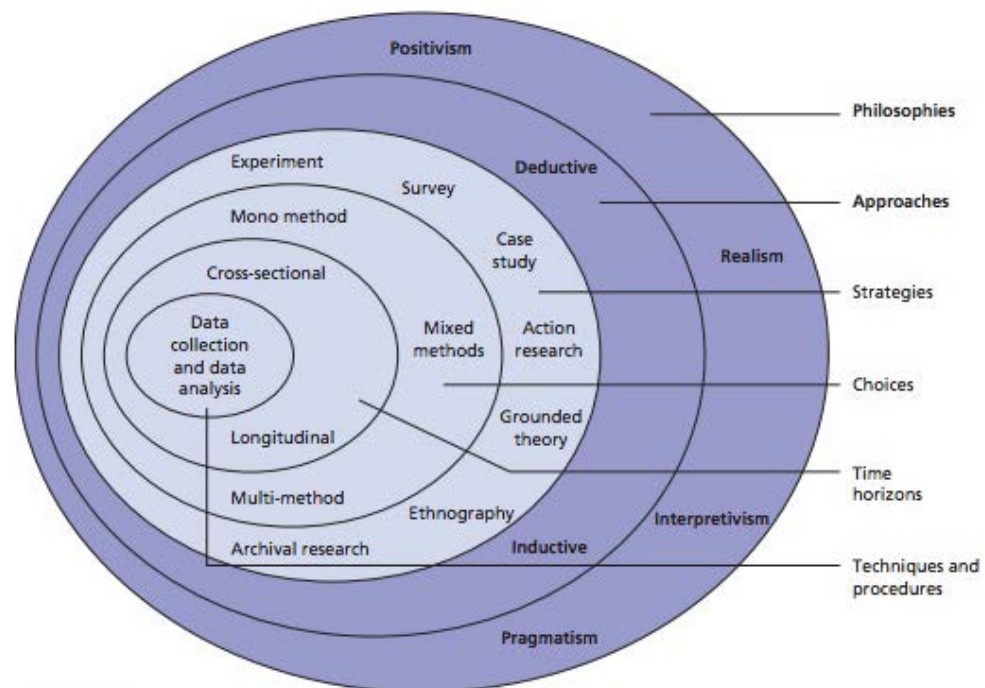 Positivism
Philosophies
Experiment
Deductive
Survey
Approaches
Mono method
Case
study
Realism
Cross-sectional
Strategies
Data
collection
and data
analysis
Mixed
methods
Action
research
Choices
Grounded
theory
Longitudinal
Time
horizons
Multi-method
Ethnography
Interpretivism
Archival research
Inductive
Techniques and
procedures
Pragmatism